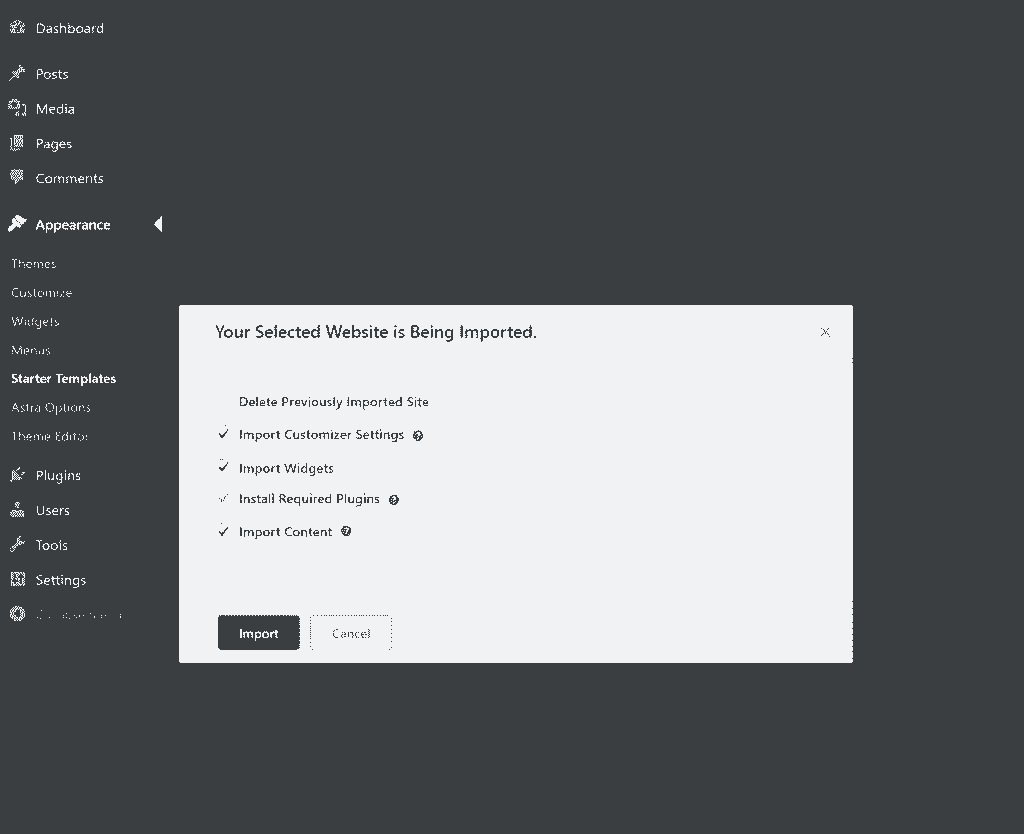 Dashboard
Posts
Media
Pages
Comments
Appearance
Themes
Customize
Widgets
Menus
Starter Templates
Astra Options
Theme Editor
Plugins
Users
Tools
Settings
Your Selected Website is Being Imported.
Delete Previously Imported Site
Import Customizer Settings
Import Widgets
Install Required Plugins
Import Content
Import
Cancel